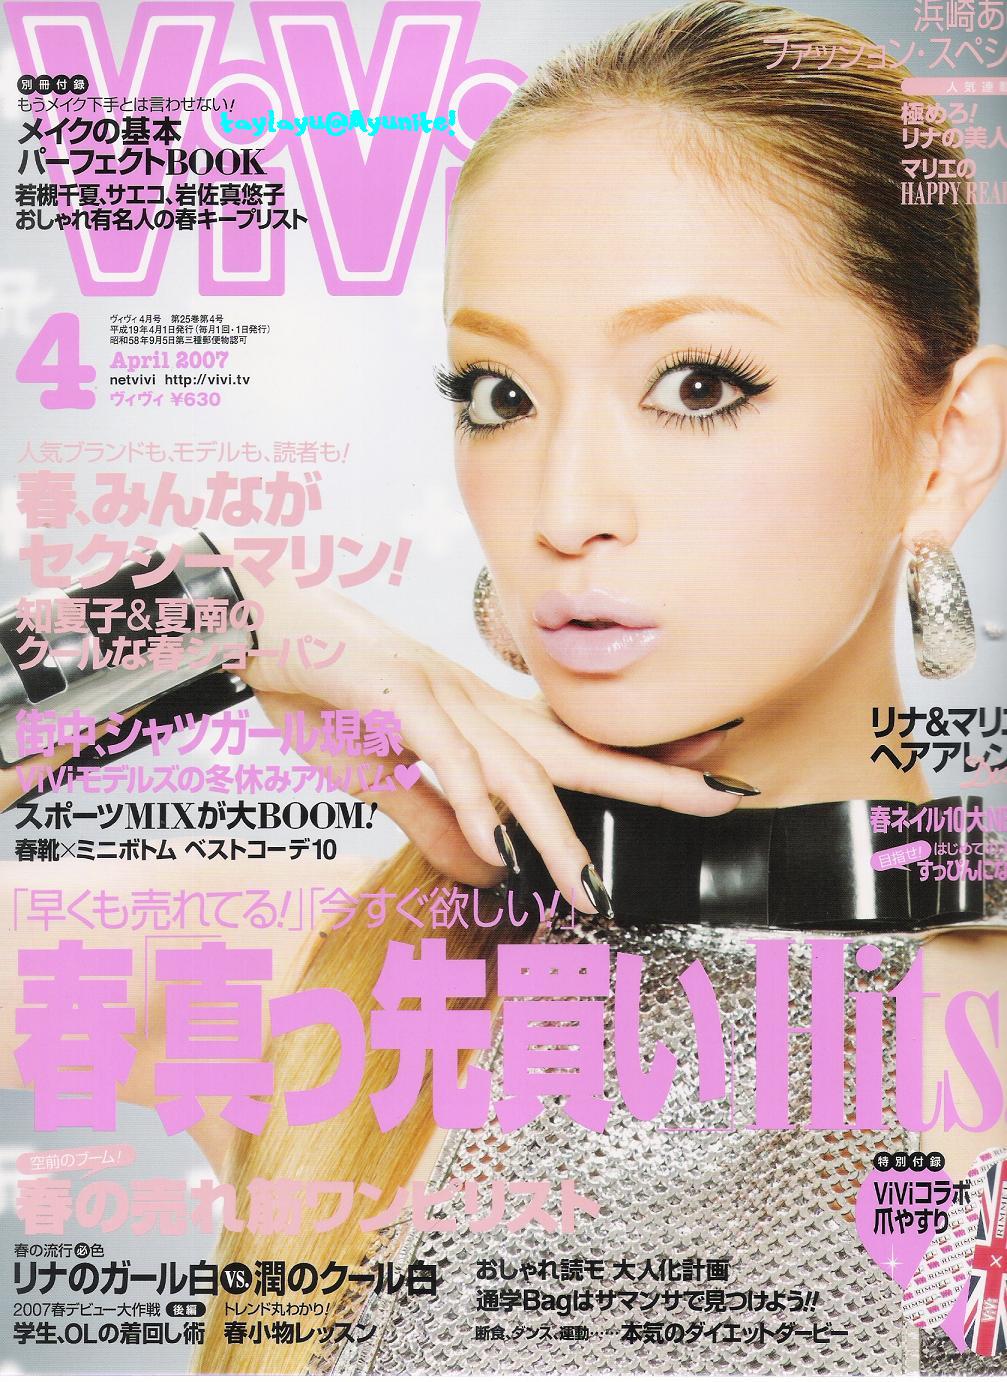 ViVi
別冊付録
もうメイク下手とは言わせない!
メイクの基本
パーフェクトBOOK
若槻千夏、サエコ、岩佐真悠子
おしゃれ有名人の春キープリスト
taylayu@Ayunite!
浜崎あ
ファッション・スペシ
人気連載
極めろ!
リナの美人
マリエの
HAPPY REA
4
ヴィヴィ4月号 第25巻第4号
平成19年4月1日発行(毎月1回・1日発行)
昭和58年9月5日第三種郵便物認可
April 2007
netvivi http://vivi.tv
ヴィヴィ ¥630
人気ブランドも、モデルも、読者も!
春、みんなが
セクシーマリン!
知夏子&夏南の
クールな春ショーパン
街中、シャツガール現象
ViViモデルズの冬休みアルバム♥
スポーツMIXが大BOOM!
春靴×ミニボトム ベストコーデ10
リナ&マリエ
ヘアアレン
春ネイル10大NE
目指せ!
はじめて
すっぴんにな
「早くも売れてる!」「今すぐ欲しい!」
春「真っ先買い」Hits
空前のブーム!
春の売れ筋ワンピリスト
春の流行必色
リナのガール白VS.潤のクール白
2007春デビュー大作戦 後編
学生、OLの着回し術
トレンド丸わかり!
春小物レッスン
おしゃれ読モ 大人化計画
通学Bagはサマンサで見つけよう!!
断食、ダンス、運動……本気のダイエットダービー
特別付録
ViViコラボ
爪やすり
RIMMEL
ViVi